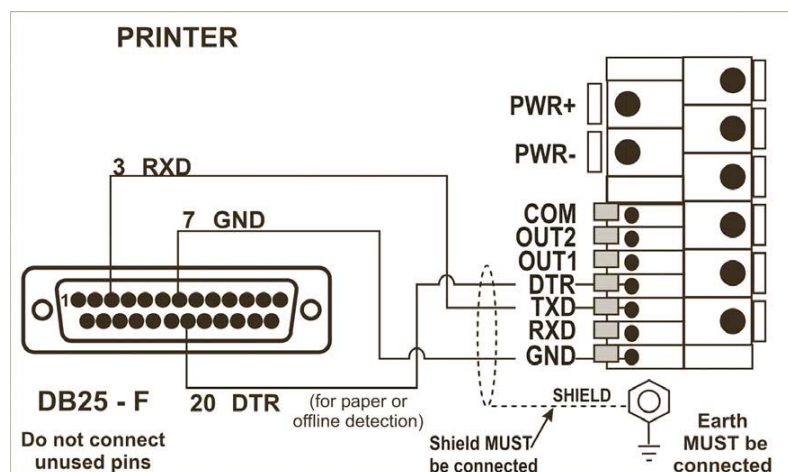 PRINTER
PWR+
PWR-
3 RXD
7 GND
COM
OUT2
OUT1
DTR
TXD
RXD
GND
1
DB25 - F
20 DTR
(for paper or
offline detection)
SHIELD
Do not connect
unused pins
Shield MUST
be connected
Earth
MUST be
connected